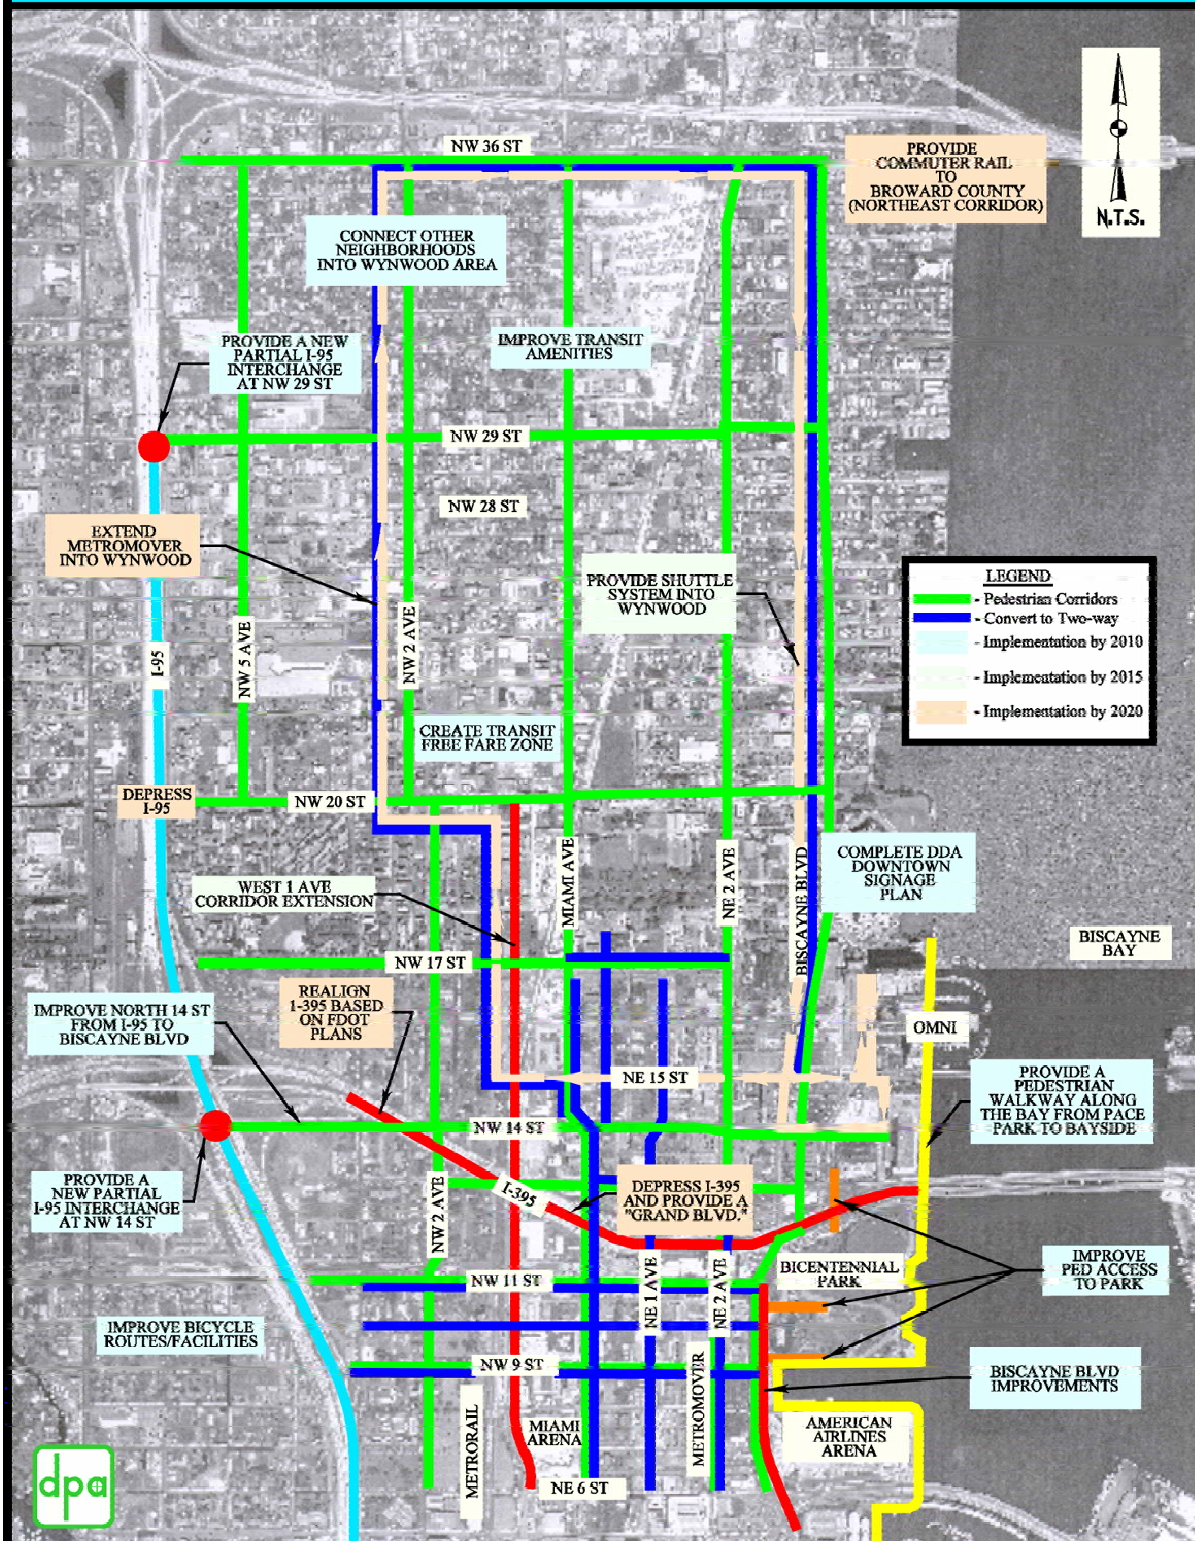 NW 36 ST
PROVIDE
COMMUTER RAIL
TO
BROWARD COUNTY
(NORTHEAST CORRIDOR)
N.T.S.
CONNECT OTHER
NEIGHBORHOODS
INTO WYNWOOD AREA
PROVIDE A NEW
PARTIAL I-95
INTERCHANGE
AT NW 29 ST
IMPROVE TRANSIT
AMENITIES
NW 29 ST
NW 28 ST
EXTEND
METROMOVER
INTO WYNWOOD
PROVIDE SHUTTLE
SYSTEM INTO
WYNWOOD
LEGEND
- Pedestrian Corridors
- Convert to Two-way
- Implementation by 2010
- Implementation by 2015
- Implementation by 2020
I-95
NW 5 AVE
NW 2 AVE
CREATE TRANSIT
FREE FARE ZONE
DEPRESS
I-95
NW 20 ST
WEST 1 AVE
CORRIDOR EXTENSION
MIAMI AVE
NE 2 AVE
BISCAYNE BLVD
COMPLETE DDA
DOWNTOWN
SIGNAGE
PLAN
BISCAYNE
BAY
NW 17 ST
IMPROVE NORTH 14 ST
FROM I-95 TO
BISCAYNE BLVD
REALIGN
1-395 BASED
ON FDOT
PLANS
OMNI
NE 15 ST
PROVIDE A
PEDESTRIAN
WALKWAY ALONG
THE BAY FROM PACE
PARK TO BAYSIDE
NW 14 ST
PROVIDE A
NEW PARTIAL
I-95 INTERCHANGE
AT NW 14 ST
NW 2 AVE
I-395
DEPRESS I-395
AND PROVIDE A
"GRAND BLVD."
NW 11 ST
NE 1 AVE
NE 2 AVE
BICENTENNIAL
PARK
IMPROVE
PED ACCESS
TO PARK
IMPROVE BICYCLE
ROUTES/FACILITIES
NW 9 ST
BISCAYNE BLVD
IMPROVEMENTS
METRORAIL
MIAMI
ARENA
METROMOVER
AMERICAN
AIRLINES
ARENA
NE 6 ST
dpa